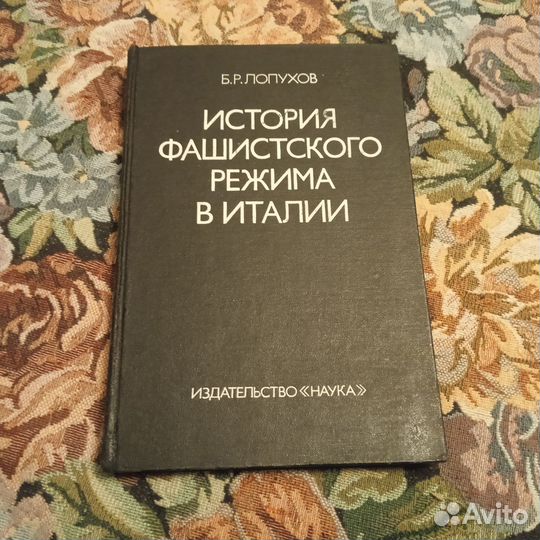 Б.Р.ЛОПУХОВ
ИСТОРИЯ
ФАШИСТСКОГО
РЕЖИМА
В ИТАЛИИ
ИЗДАТЕЛЬСТВО «НАУКА»
Avito